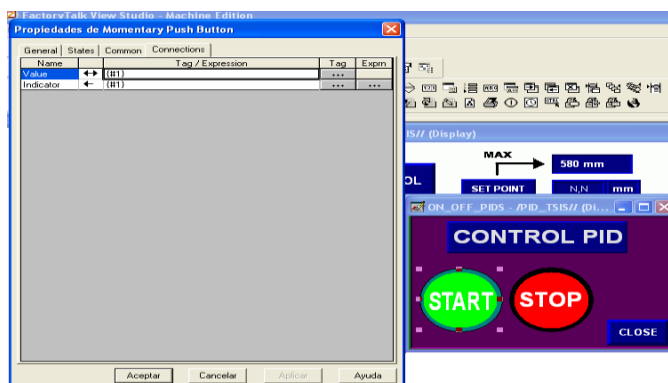 FactoryTalk View Studio - Machine Edition
Propiedades de Momentary Push Button
General States Common Connections
Name Tag / Expression Tag Exprn
Value {#1} ...
Indicator {#1} ... ...
IS// (Display)
MAX
580 mm
OL
SET POINT N,N mm
ON_OFF_PIDS - /PID_TSIS// (Di...
CONTROL PID
START STOP
CLOSE
Aceptar Cancelar Aplicar Ayuda